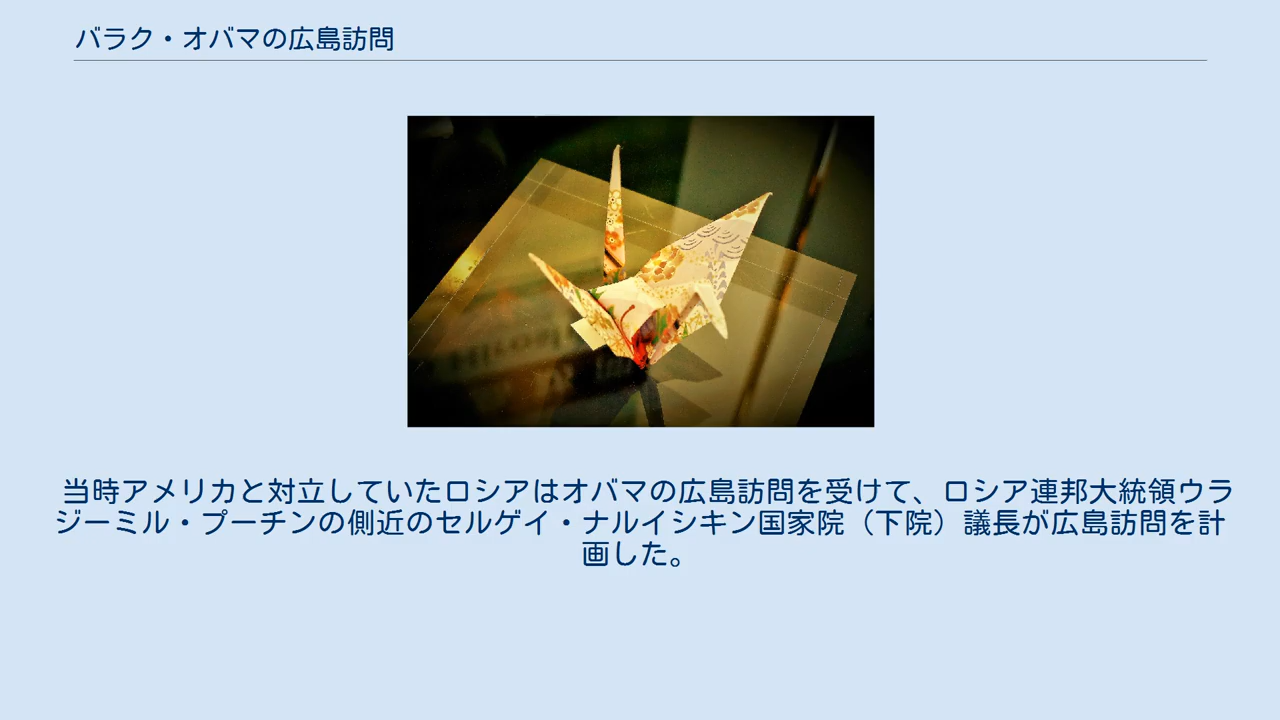 バラク・オバマの広島訪問
当時アメリカと対立していたロシアはオバマの広島訪問を受けて、ロシア連邦大統領ウラ
ジーミル・プーチンの側近のセルゲイ・ナルイシキン国家院（下院）議長が広島訪問を計
画した。